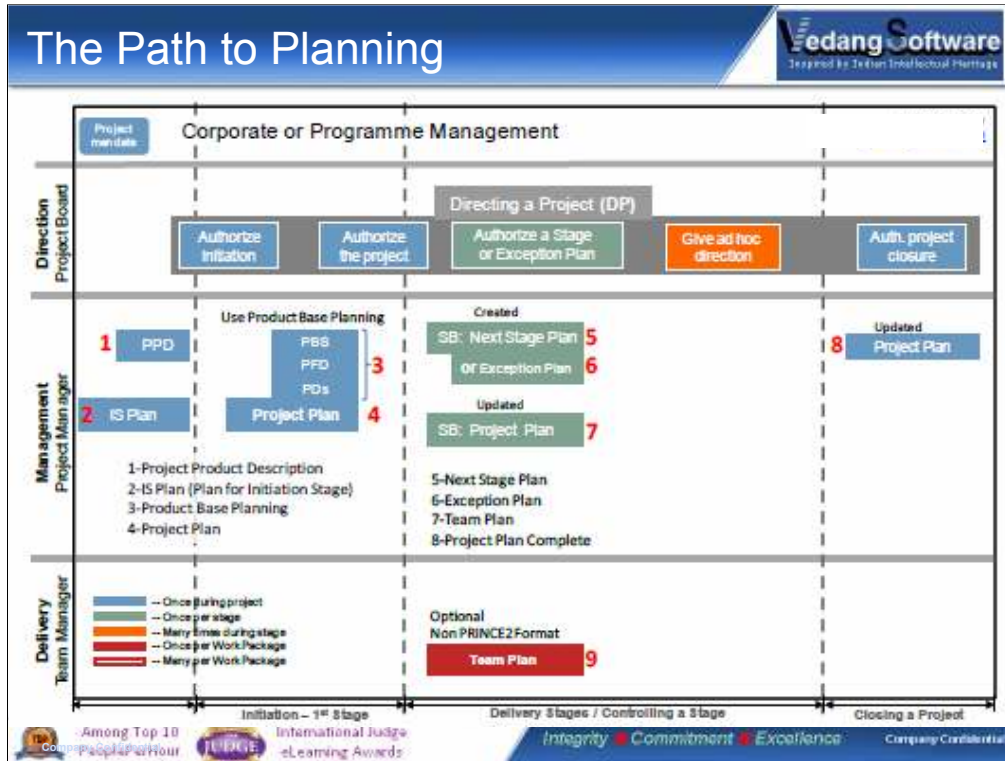 The Path to Planning
Vedang Software
Inspired by Indian Intellectual Heritage
Project
mandate
Corporate or Programme Management
Direction
Project Board
Directing a Project (DP)
Authorize
Initiation
Authorize
the project
Authorize a Stage
or Exception Plan
Give ad hoc
direction
Auth. project
closure
Management
Project Manager
Use Product Base Planning
1 PPD
2 IS Plan
PBS
PFD
PDs
3
Project Plan 4
Created
SB: Next Stage Plan 5
or Exception Plan 6
Updated
SB: Project Plan 7
Updated
8 Project Plan
1-Project Product Description
2-IS Plan (Plan for Initiation Stage)
3-Product Base Planning
4-Project Plan
5-Next Stage Plan
6-Exception Plan
7-Team Plan
8-Project Plan Complete
Delivery
Team Manager
-- Once during project
-- Once per stage
-- Many times during stage
-- Once per Work Package
-- Many per Work Package
Optional
Non PRINCE2 Format
Team Plan 9
Initiation – 1st Stage
Delivery Stages / Controlling a Stage
Closing a Project
Among Top 10
JUDGE
International Judge
eLearning Awards
Integrity Commitment Excellence
Company Confidential